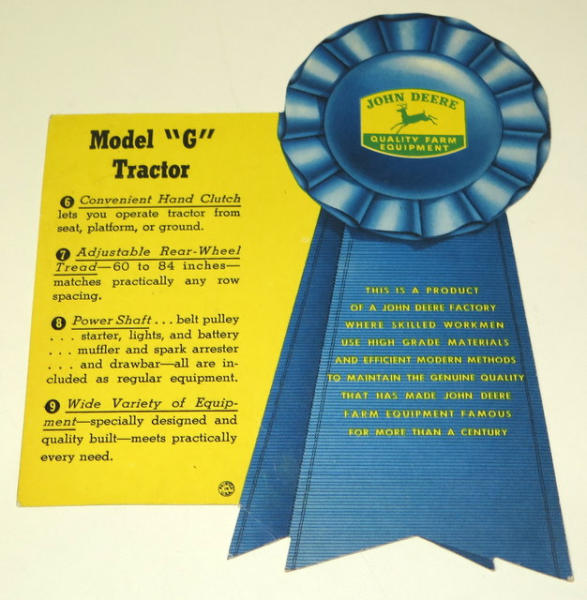 Model "G"
Tractor
6 Convenient Hand Clutch
lets you operate tractor from
seat, platform, or ground.
7 Adjustable Rear-Wheel
Tread—60 to 84 inches—
matches practically any row
spacing.
8 Power Shaft . . . belt pulley
. . . starter, lights, and battery
. . . muffler and spark arrester
. . . and drawbar—all are in-
cluded as regular equipment.
9 Wide Variety of Equip-
ment—specially designed and
quality built—meets practically
every need.
JOHN DEERE
QUALITY FARM
EQUIPMENT
THIS IS A PRODUCT
OF A JOHN DEERE FACTORY
WHERE SKILLED WORKMEN
USE HIGH GRADE MATERIALS
AND EFFICIENT MODERN METHODS
TO MAINTAIN THE GENUINE QUALITY
THAT HAS MADE JOHN DEERE
FARM EQUIPMENT FAMOUS
FOR MORE THAN A CENTURY